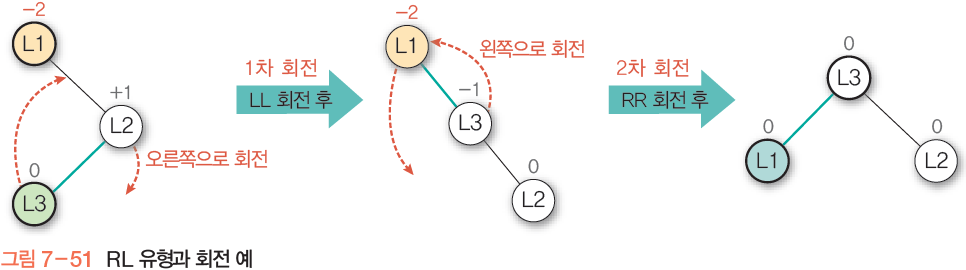 -2
L1
+1
L2
오른쪽으로 회전
0
L3
1차 회전
LL 회전 후
-2
L1
왼쪽으로 회전
-1
L3
0
L2
2차 회전
RR 회전 후
0
L3
0
L1
0
L2
그림 7-51 RL 유형과 회전 예